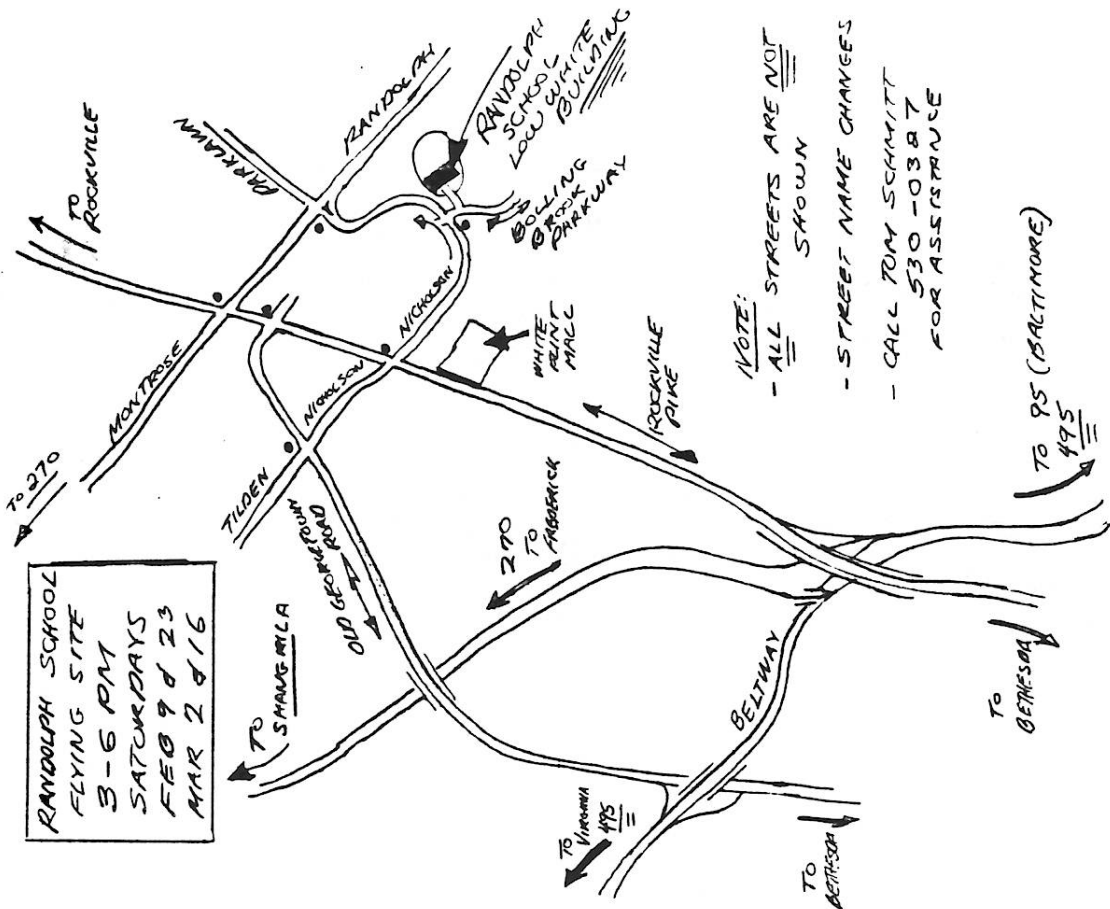 RANDOLPH SCHOOL
FLYING SITE
3-6 PM
SATURDAYS
FEB 9 & 23
MAR 2 & 16
TO 270
MONTROSE
TO
ROCKVILLE
PARKLAWN
RANDOLPH
RANDOLPH
SCHOOL
LOW WHITE
BUILDING
BOLLING
BROOK
PARKWAY
TILDEN
NICHOLSON
NICHOLSON
WHITE
FLINT
MALL
OLD GEORGETOWN
ROAD
TO
SHANGRILA
270
TO
FREDERICK
ROCKVILLE
PIKE
NOTE:
- ALL STREETS ARE NOT
SHOWN
- STREET NAME CHANGES
- CALL TOM SCHMITT
530-0387
FOR ASSISTANCE
BELTWAY
TO
VIRGINIA
495
TO
BETHESDA
TO
BETHESDA
TO 95 (BALTIMORE)
495